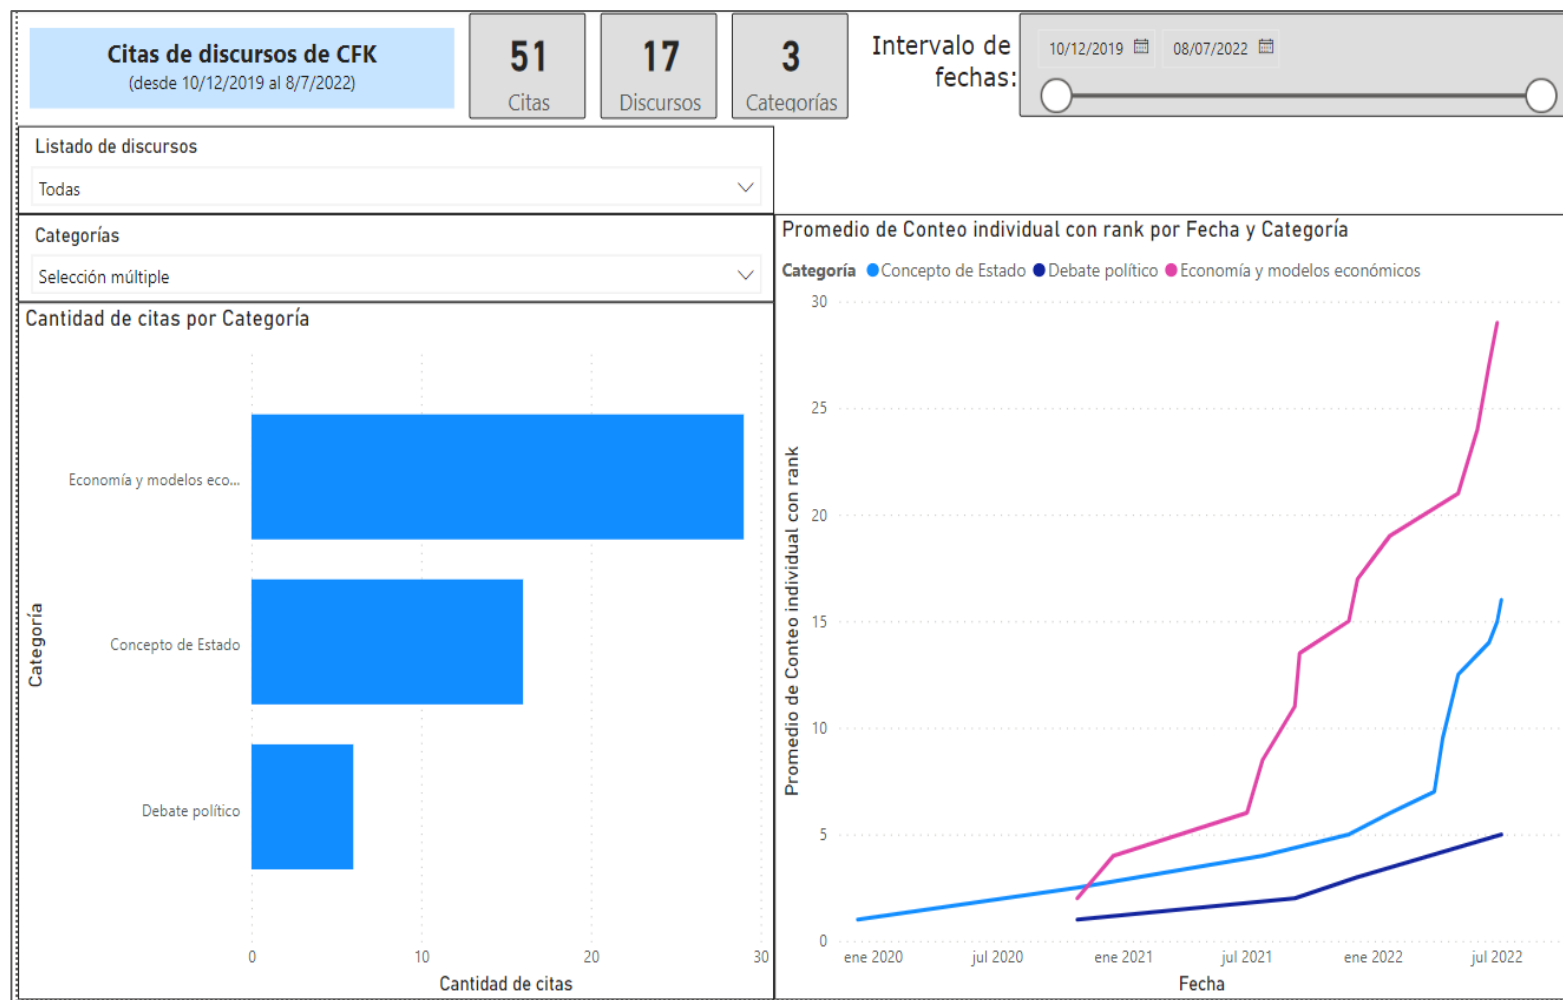 Citas de discursos de CFK
(desde 10/12/2019 al 8/7/2022)
51
Citas
17
Discursos
3
Categorías
Intervalo de
fechas:
10/12/2019
08/07/2022
Listado de discursos
Todas
Categorías
Selección múltiple
Cantidad de citas por Categoría
Categoría
Economía y modelos eco...
Concepto de Estado
Debate político
0 10 20 30
Cantidad de citas
Promedio de Conteo individual con rank por Fecha y Categoría
Categoría Concepto de Estado Debate político Economía y modelos económicos
Promedio de Conteo individual con rank
30
25
20
15
10
5
0
ene 2020 jul 2020 ene 2021 jul 2021 ene 2022 jul 2022
Fecha